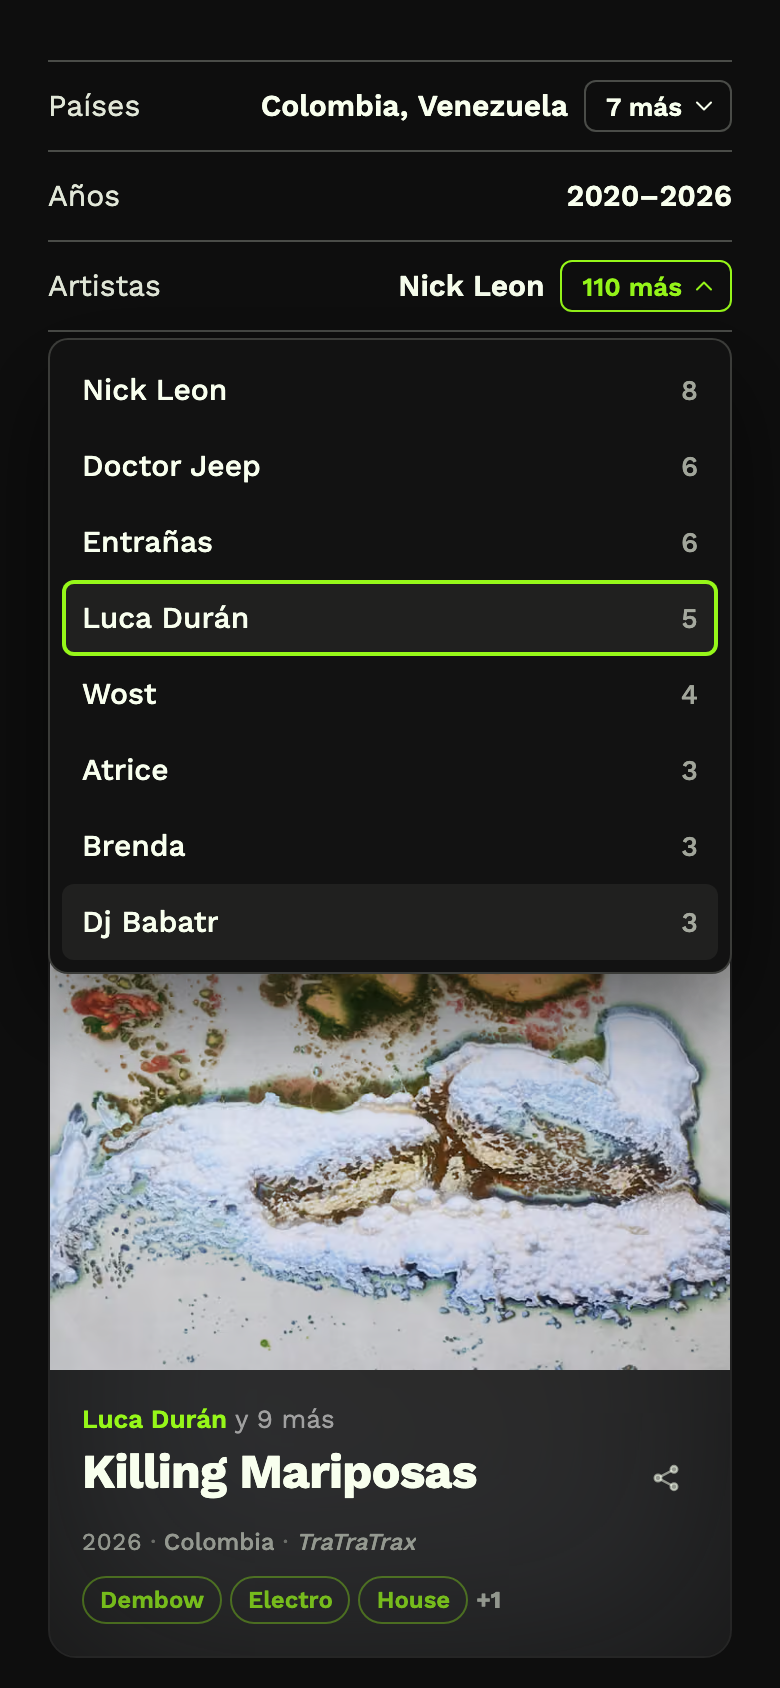 Países Colombia, Venezuela 7 más
Años 2020–2026
Artistas Nick Leon 110 más
Nick Leon 8
Doctor Jeep 6
Entrañas 6
Luca Durán 5
Wost 4
Atrice 3
Brenda 3
Dj Babatr 3
Luca Durán y 9 más
Killing Mariposas
2026 · Colombia · TraTraTrax
Dembow Electro House +1